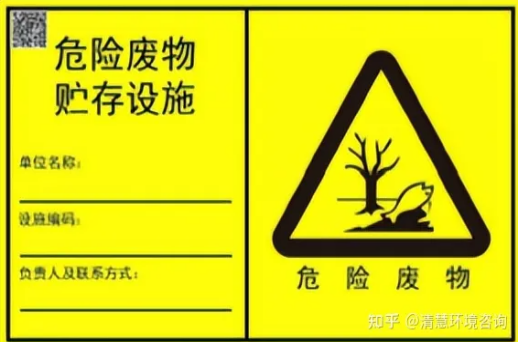 危险废物
贮存设施
单位名称：
设施编码：
负责人及联系方式：
危险废物
知乎 @清慧环境咨询